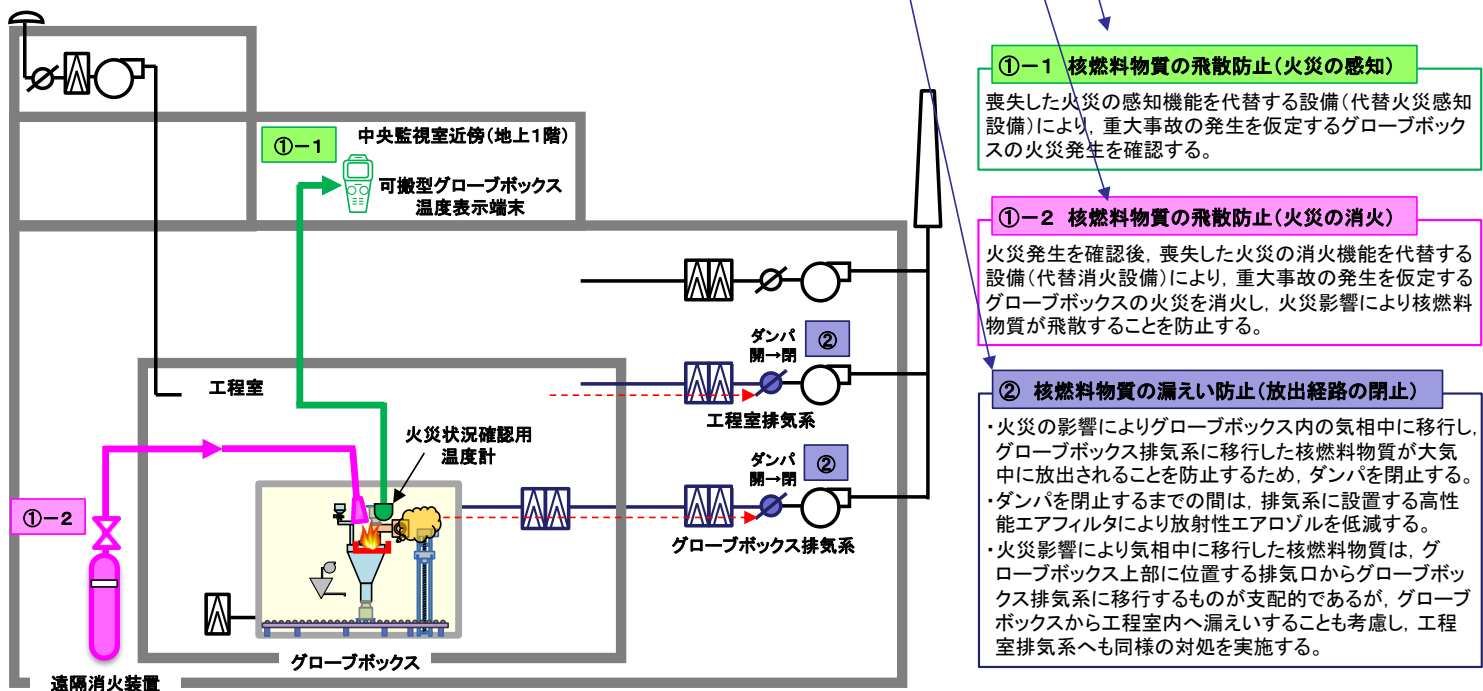 ①-1
中央監視室近傍(地上1階)
可搬型グローブボックス
温度表示端末
工程室
火災状況確認用
温度計
①-2
遠隔消火装置
グローブボックス
ダンパ
開→閉
②
工程室排気系
ダンパ
開→閉
②
グローブボックス排気系
①-1 核燃料物質の飛散防止(火災の感知)
喪失した火災の感知機能を代替する設備(代替火災感知
設備)により,重大事故の発生を仮定するグローブボック
スの火災発生を確認する。
①-2 核燃料物質の飛散防止(火災の消火)
火災発生を確認後,喪失した火災の消火機能を代替する
設備(代替消火設備)により,重大事故の発生を仮定する
グローブボックスの火災を消火し,火災影響により核燃料
物質が飛散することを防止する。
② 核燃料物質の漏えい防止(放出経路の閉止)
・火災の影響によりグローブボックス内の気相中に移行し,
グローブボックス排気系に移行した核燃料物質が大気
中に放出されることを防止するため,ダンパを閉止する。
・ダンパを閉止するまでの間は,排気系に設置する高性
能エアフィルタにより放射性エアロゾルを低減する。
・火災影響により気相中に移行した核燃料物質は,グ
ローブボックス上部に位置する排気口からグローブボッ
クス排気系に移行するものが支配的であるが,グローブ
ボックスから工程室内へ漏えいすることも考慮し,工程
室排気系へも同様の対処を実施する。